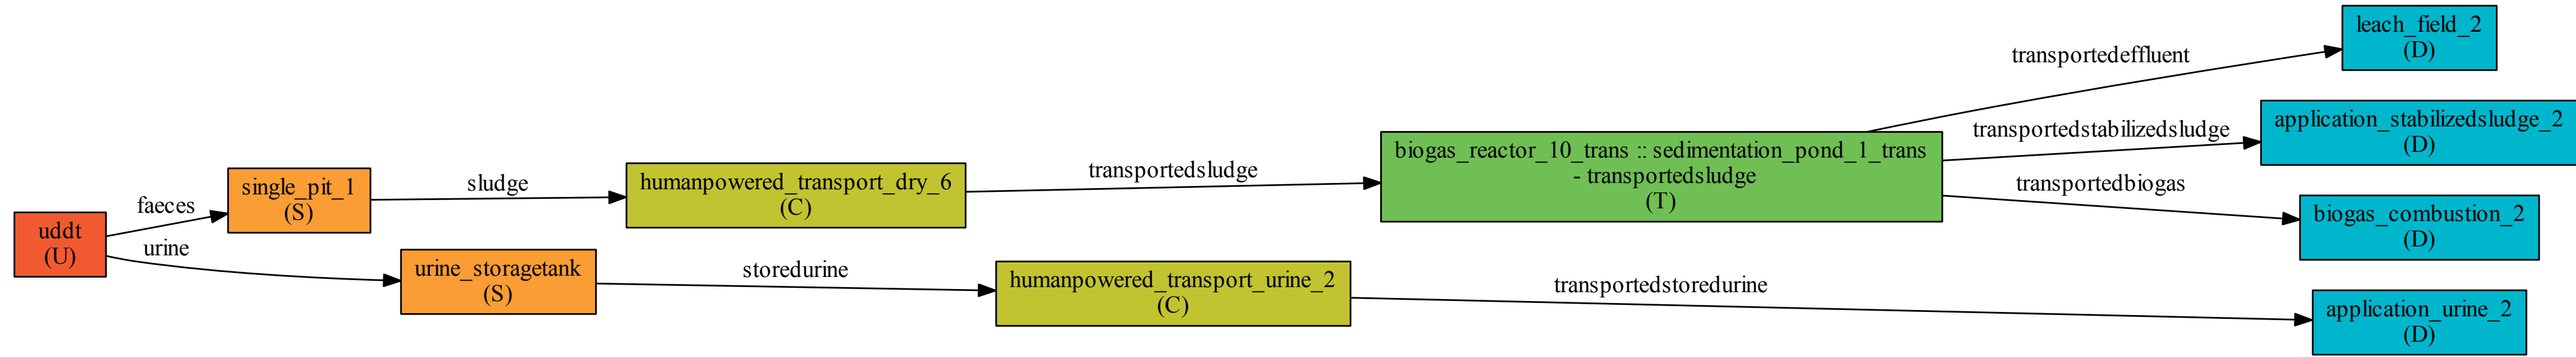 uddt
(U)
faeces
urine
single_pit_1
(S)
urine_storagetank
(S)
sludge
storedurine
humanpowered_transport_dry_6
(C)
humanpowered_transport_urine_2
(C)
transportedsludge
transportedstoredurine
biogas_reactor_10_trans :: sedimentation_pond_1_trans
- transportedsludge
(T)
transportedeffluent
transportedstabilizedsludge
transportedbiogas
leach_field_2
(D)
application_stabilizedsludge_2
(D)
biogas_combustion_2
(D)
application_urine_2
(D)